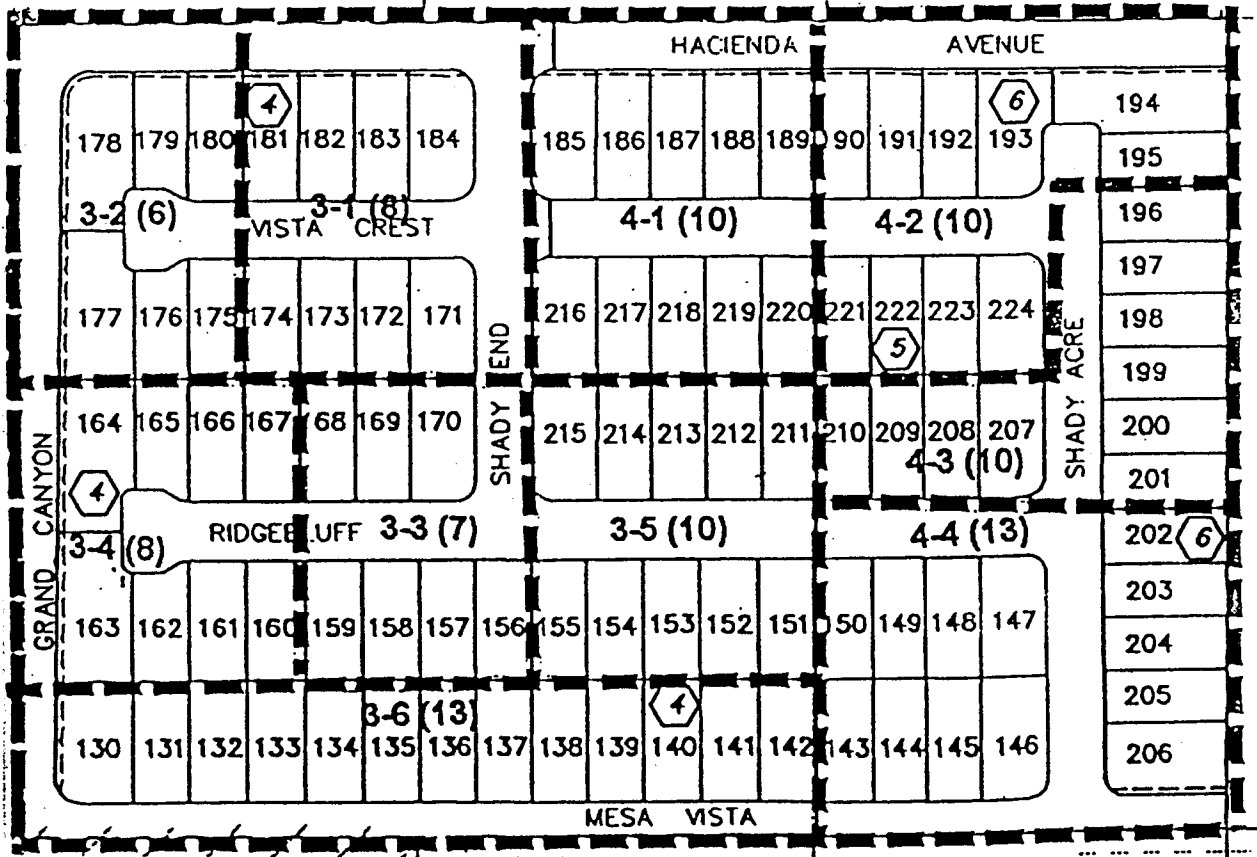 HACIENDA AVENUE
4 6 194
178 179 180 181 182 183 184 185 186 187 188 189 90 191 192 193
195
3-2 (6) 3-1 (8) 4-1 (10) 4-2 (10) 196
VISTA CREST
197
177 176 175 174 173 172 171 216 217 218 219 220 221 222 223 224 198
5
199
SHADY END
SHADY ACRE
164 165 166 167 68 169 170 215 214 213 212 211 210 209 208 207 200
4-3 (10)
201
4
GRAND CANYON
RIDGEBLUFF 3-3 (7) 3-5 (10) 4-4 (13) 202 6
3-4 (8)
203
163 162 161 160 159 158 157 156 155 154 153 152 151 50 149 148 147
204
205
3-6 (13) 4
130 131 132 133 134 135 136 137 138 139 140 141 142 143 144 145 146 206
MESA VISTA